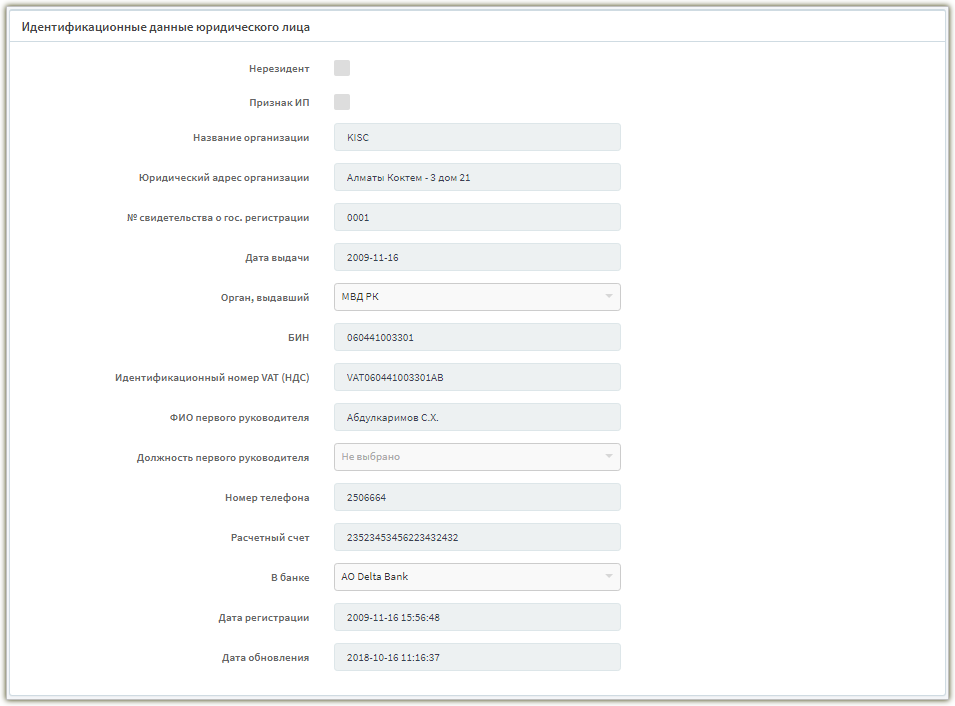 Идентификационные данные юридического лица
Нерезидент
Признак ИП
Название организации KISC
Юридический адрес организации Алматы Коктем - 3 дом 21
№ свидетельства о гос. регистрации 0001
Дата выдачи 2009-11-16
Орган, выдавший МВД РК
БИН 060441003301
Идентификационный номер VAT (НДС) VAT060441003301AB
ФИО первого руководителя Абдулкаримов С.Х.
Должность первого руководителя Не выбрано
Номер телефона 2506664
Расчетный счет 23523453456223432432
В банке АО Delta Bank
Дата регистрации 2009-11-16 15:56:48
Дата обновления 2018-10-16 11:16:37